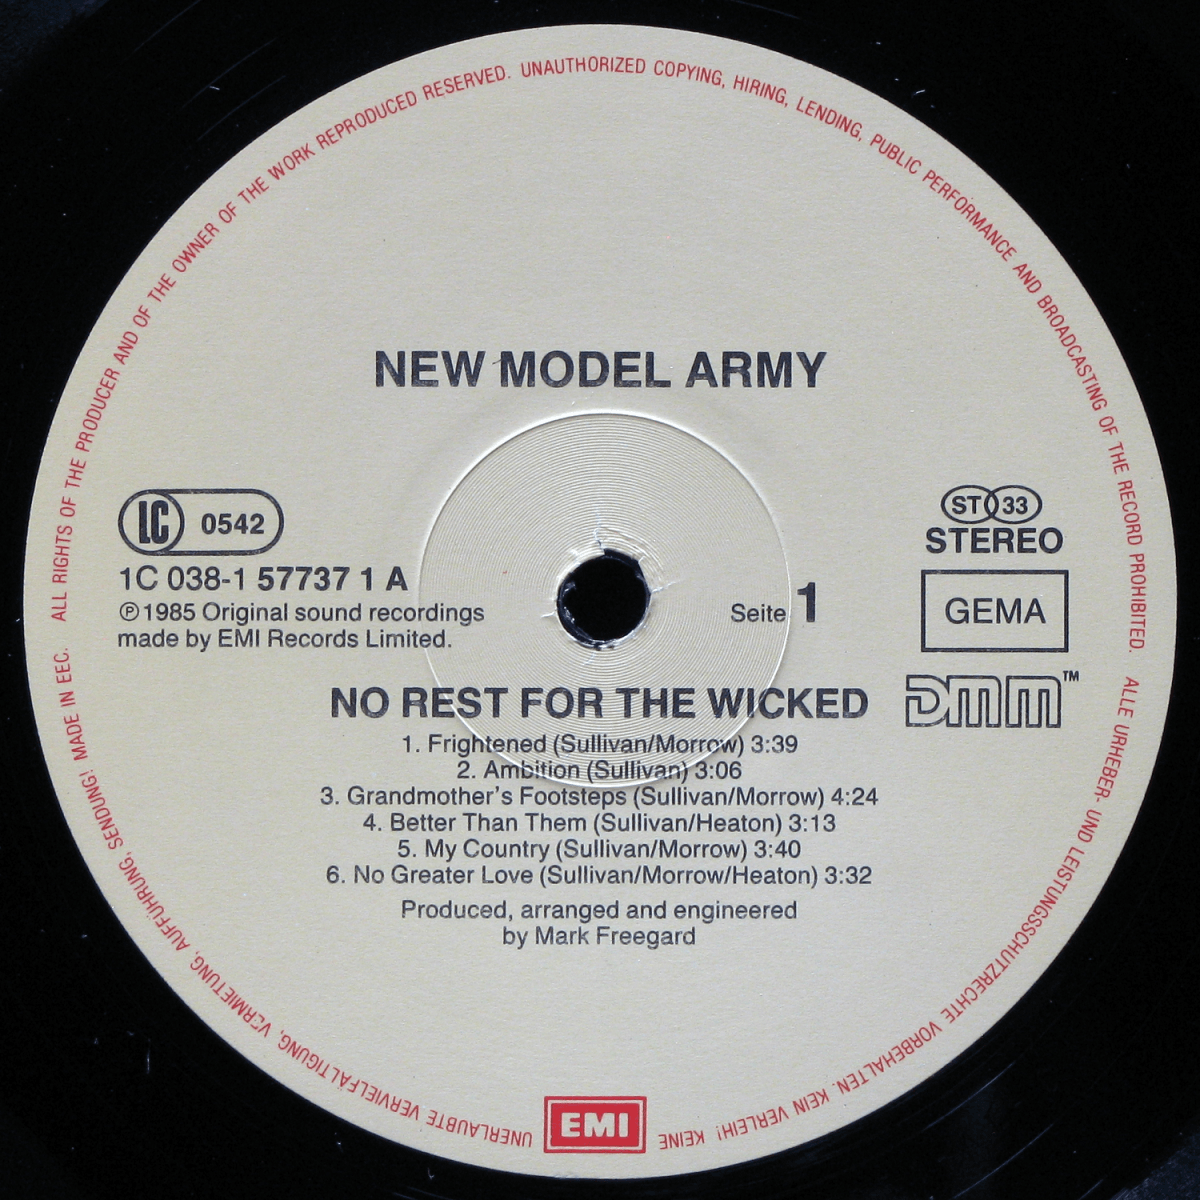 ALL RIGHTS OF THE PRODUCER AND OF THE OWNER OF THE WORK REPRODUCED RESERVED. UNAUTHORIZED COPYING, HIRING, LENDING, PUBLIC PERFORMANCE AND BROADCASTING OF THE RECORD PROHIBITED.
NEW MODEL ARMY
LC 0542
1C 038-1 57737 1 A
℗ 1985 Original sound recordings
made by EMI Records Limited.
ST 33
STEREO
GEMA
Seite 1
DMM™
NO REST FOR THE WICKED
1. Frightened (Sullivan/Morrow) 3:39
2. Ambition (Sullivan) 3:06
3. Grandmother's Footsteps (Sullivan/Morrow) 4:24
4. Better Than Them (Sullivan/Heaton) 3:13
5. My Country (Sullivan/Morrow) 3:40
6. No Greater Love (Sullivan/Morrow/Heaton) 3:32
Produced, arranged and engineered
by Mark Freegard
EMI
ALLE URHEBER- UND LEISTUNGSSCHUTZRECHTE VORBEHALTEN. KEIN VERLEIH! KEINE UNERLAUBTE VERVIELFÄLTIGUNG, VERMIETUNG, AUFFÜHRUNG, SENDUNG! MADE IN EEC.